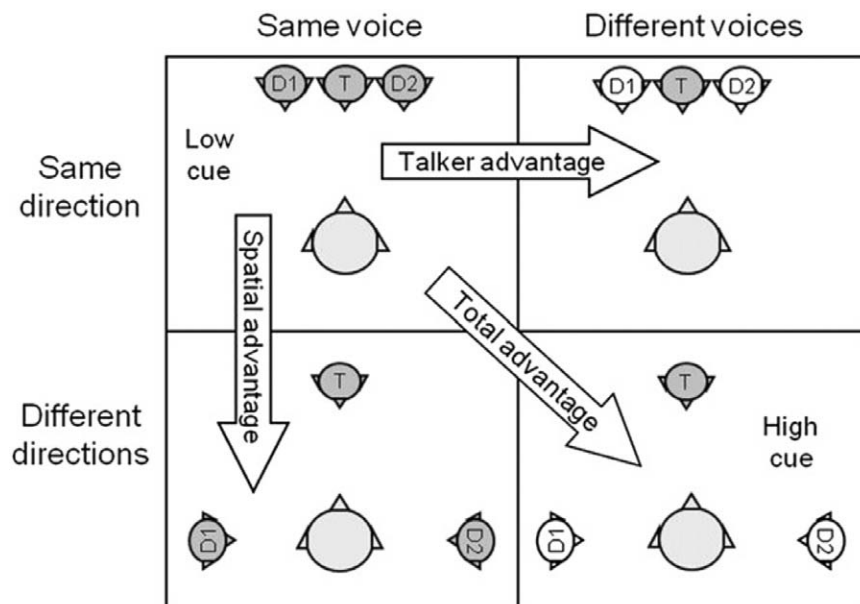 Same voice
Different voices
D1 T D2
D1 T D2
Low
cue
Talker advantage
Same
direction
Spatial advantage
Total advantage
T
T
Different
directions
High
cue
D1
D2
D1
D2